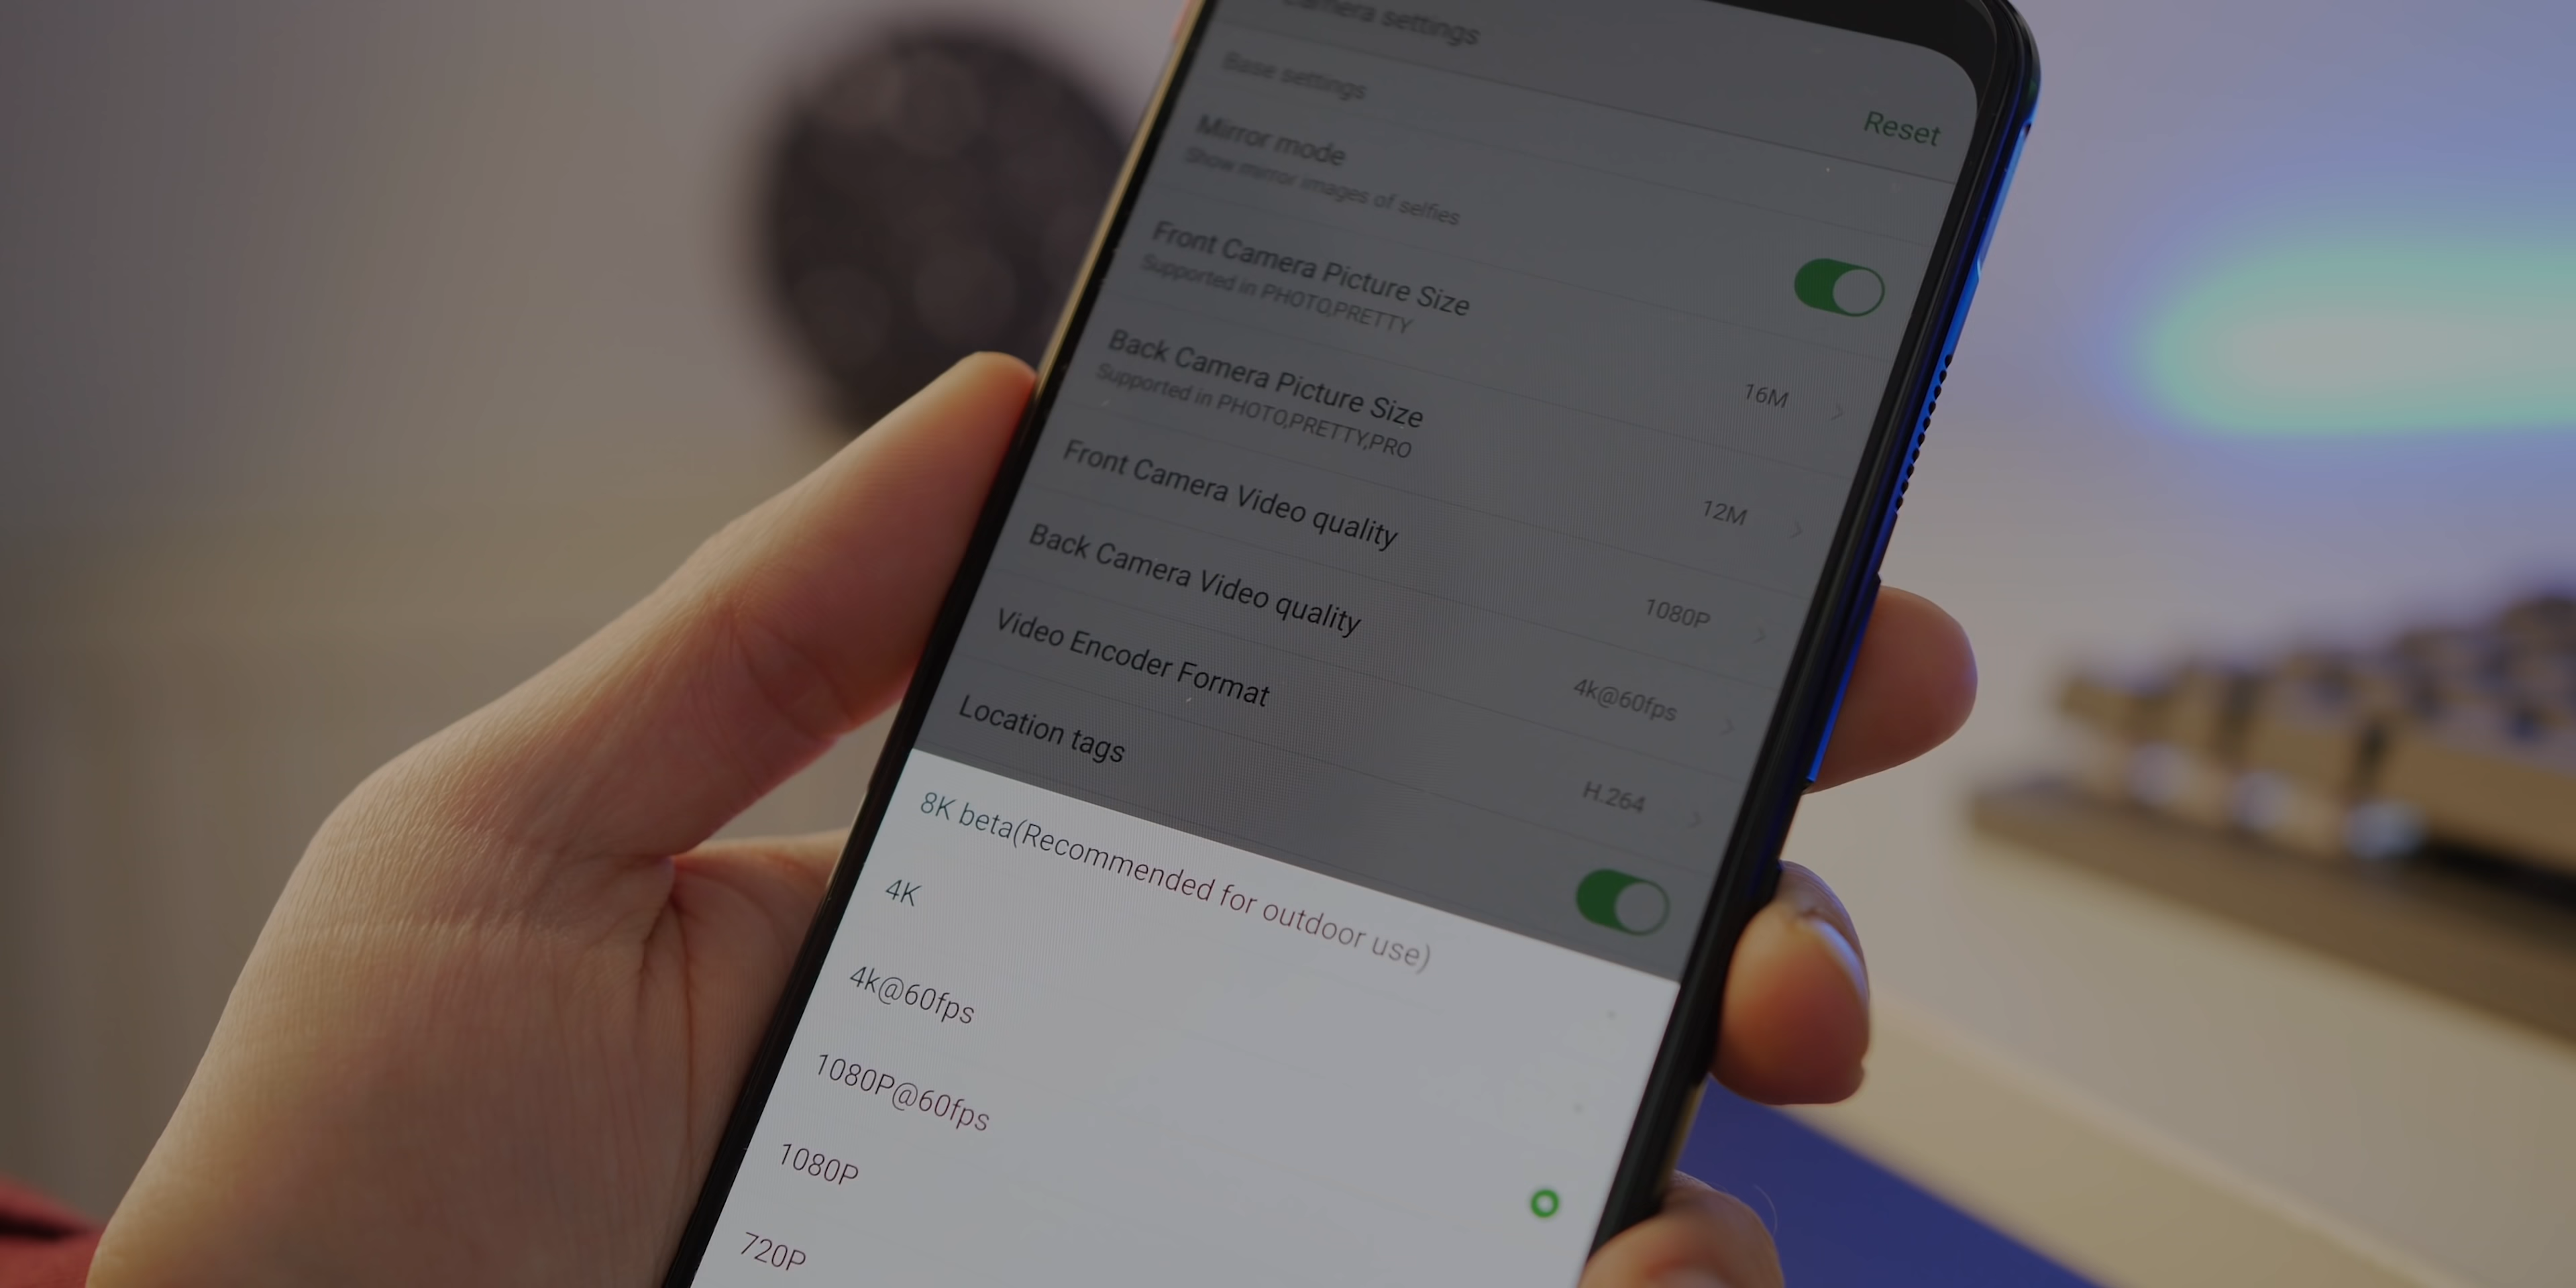 Camera settings
Reset
Base settings
Mirror mode
Show mirror images of selfies
Front Camera Picture Size
Supported in PHOTO,PRETTY
16M
Back Camera Picture Size
Supported in PHOTO,PRETTY,PRO
12M
Front Camera Video quality
1080P
Back Camera Video quality
4k@60fps
Video Encoder Format
H.264
Location tags
8K beta(Recommended for outdoor use)
4K
4k@60fps
1080P@60fps
1080P
720P